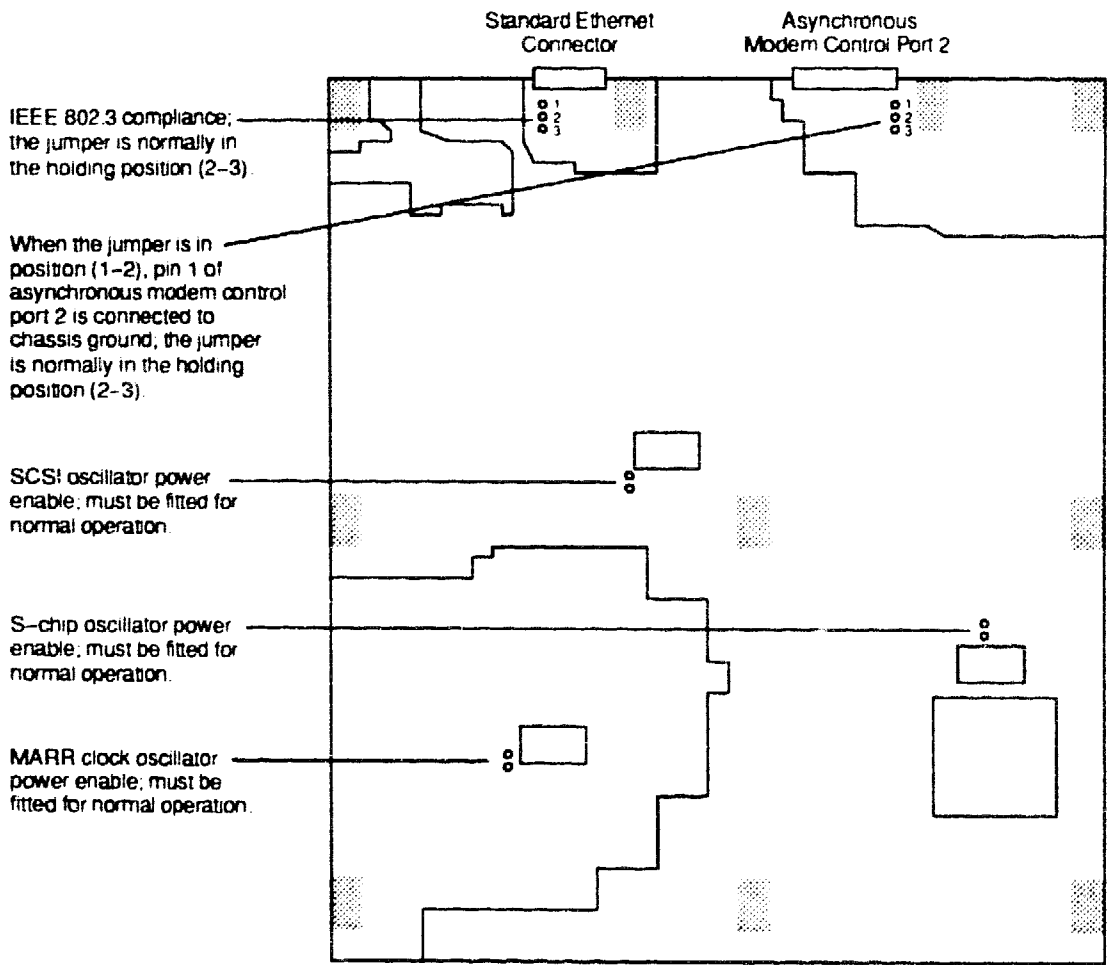 Standard Ethernet
Connector
Asynchronous
Modem Control Port 2
1
2
3
1
2
3
IEEE 802.3 compliance;
the jumper is normally in
the holding position (2–3).
When the jumper is in
position (1–2), pin 1 of
asynchronous modem control
port 2 is connected to
chassis ground; the jumper
is normally in the holding
position (2–3).
SCSI oscillator power
enable; must be fitted for
normal operation.
S–chip oscillator power
enable; must be fitted for
normal operation.
MARR clock oscillator
power enable; must be
fitted for normal operation.